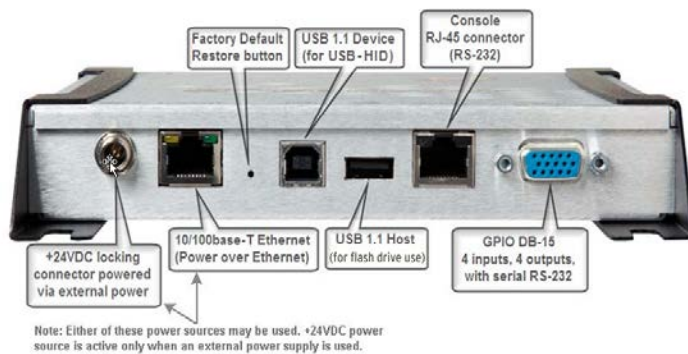 Factory Default
Restore button
USB 1.1 Device
(for USB-HID)
Console
RJ-45 connector
(RS-232)
+24VDC locking
connector powered
via external power
10/100base-T Ethernet
(Power over Ethernet)
USB 1.1 Host
(for flash drive use)
GPIO DB-15
4 inputs, 4 outputs,
with serial RS-232
Note: Either of these power sources may be used. +24VDC power
source is active only when an external power supply is used.